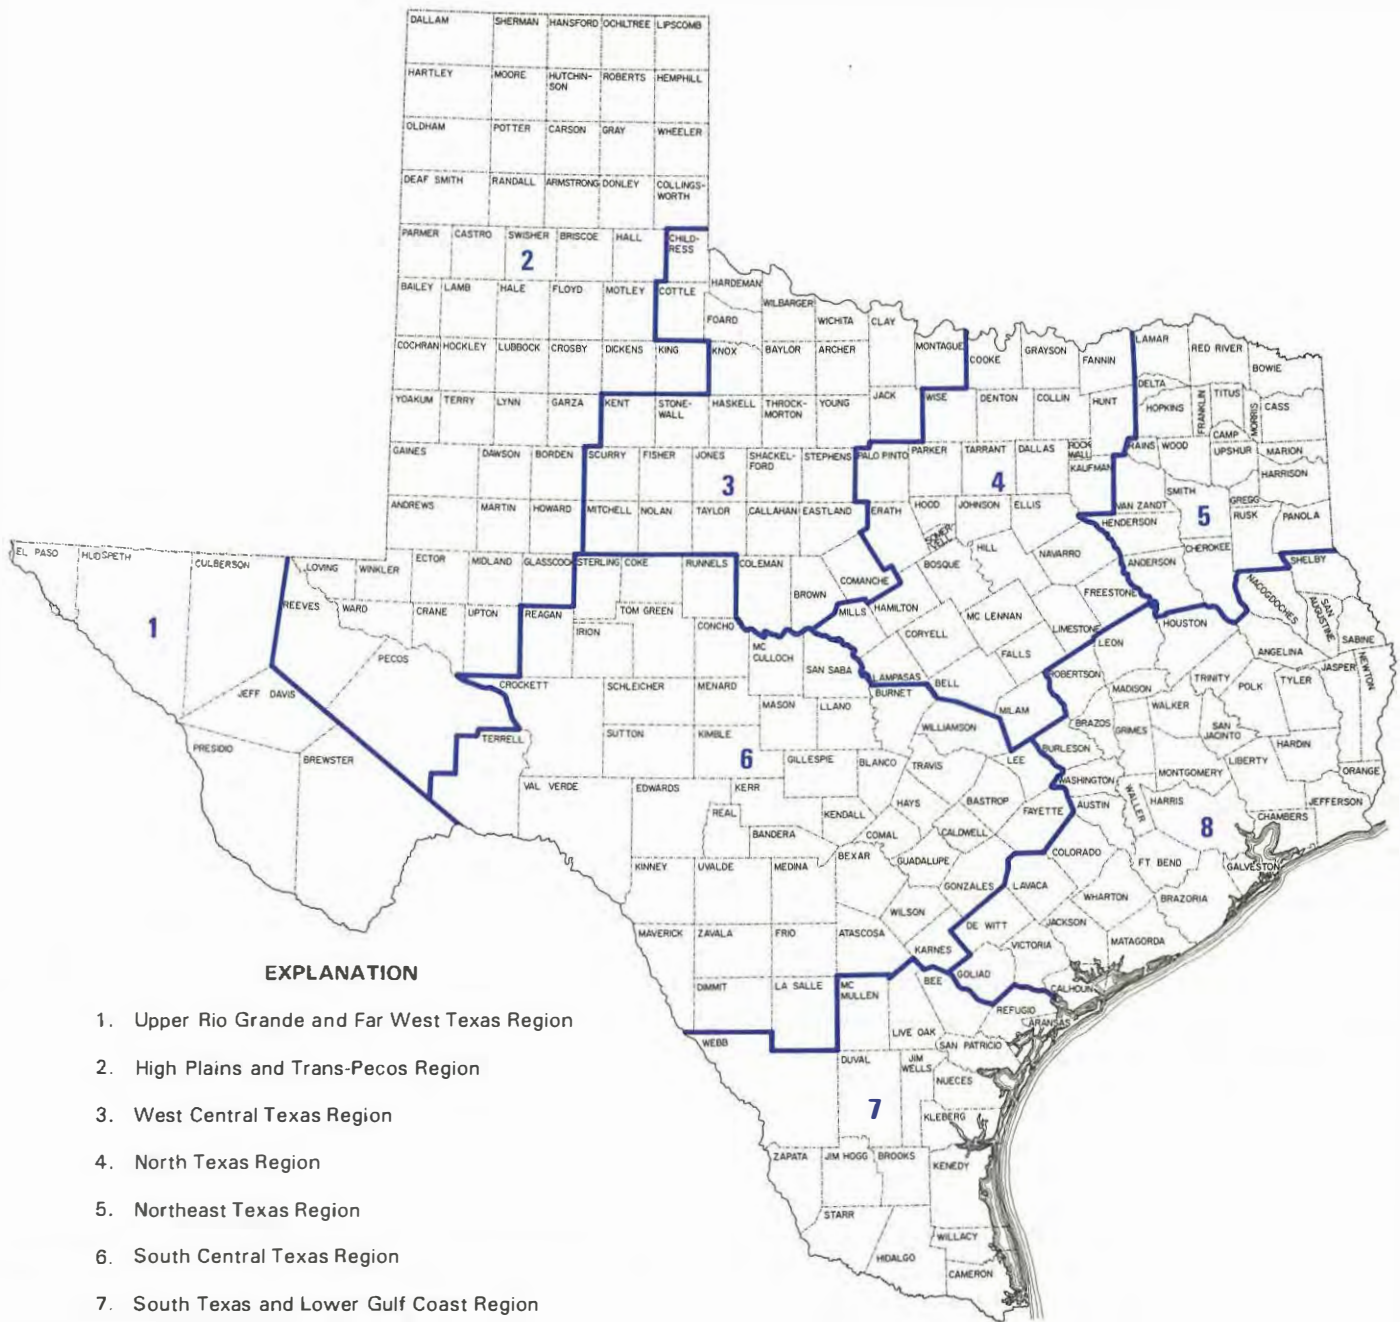 DALLAM SHERMAN HANSFORD OCHILTREE LIPSCOMB
HARTLEY MOORE HUTCHIN-
SON ROBERTS HEMPHILL
OLDHAM POTTER CARSON GRAY WHEELER
DEAF SMITH RANDALL ARMSTRONG DONLEY COLLINGS-
WORTH
PARMER CASTRO SWISHER BRISCOE HALL CHILD-
RESS
2
BAILEY LAMB HALE FLOYD MOTLEY COTTLE HARDEMAN
FOARD WILBARGER WICHITA CLAY
COCHRAN HOCKLEY LUBBOCK CROSBY DICKENS KING KNOX BAYLOR ARCHER MONTAGUE COOKE GRAYSON FANNIN LAMAR RED RIVER BOWIE
YOAKUM TERRY LYNN GARZA KENT STONE-
WALL HASKELL THROCK-
MORTON YOUNG JACK WISE DENTON COLLIN HUNT DELTA HOPKINS FRANKLIN TITUS MORRIS CASS
CAMP
GAINES DAWSON BORDEN SCURRY FISHER JONES SHACKEL-
FORD STEPHENS PALO PINTO PARKER TARRANT DALLAS ROCK
WALL KAUFMAN RAINS WOOD UPSHUR MARION
HARRISON
3 4 5
ANDREWS MARTIN HOWARD MITCHELL NOLAN TAYLOR CALLAHAN EASTLAND ERATH HOOD JOHNSON ELLIS VAN ZANDT SMITH GREGG RUSK PANOLA
HENDERSON
SOMER
VELL HILL NAVARRO ANDERSON CHEROKEE SHELBY
EL PASO HUDSPETH CULBERSON LOVING WINKLER ECTOR MIDLAND GLASSCOCK STERLING COKE RUNNELS COLEMAN BROWN COMANCHE BOSQUE FREESTONE NACOGDOCHES SAN
AUGUSTINE
1
REEVES WARD CRANE UPTON REAGAN IRION TOM GREEN CONCHO MILLS HAMILTON MC LENNAN LIMESTONE LEON HOUSTON SABINE
PECOS MC
CULLOCH SAN SABA CORYELL FALLS ANGELINA JASPER NEWTON
JEFF DAVIS CROCKETT SCHLEICHER MENARD LAMPASAS BELL ROBERTSON MADISON TRINITY POLK TYLER
BURNET MILAM
MASON LLANO WILLIAMSON BRAZOS GRIMES WALKER SAN
JACINTO
PRESIDIO BREWSTER TERRELL SUTTON KIMBLE BURLESON HARDIN
6
GILLESPIE BLANCO TRAVIS LEE WASHINGTON MONTGOMERY LIBERTY ORANGE
VAL VERDE EDWARDS KERR HAYS BASTROP FAYETTE AUSTIN WALLER HARRIS JEFFERSON
REAL KENDALL CHAMBERS
8
BANDERA COMAL CALDWELL
KINNEY UVALDE MEDINA BEXAR GUADALUPE COLORADO FT BEND GALVESTON
GONZALES LAVACA WHARTON BRAZORIA
WILSON
MAVERICK ZAVALA FRIO ATASCOSA KARNES DE WITT JACKSON MATAGORDA
VICTORIA
DIMMIT LA SALLE MC
MULLEN BEE GOLIAD CALHOUN
REFUGIO
ARANSAS
WEBB LIVE OAK SAN PATRICIO
DUVAL JIM
WELLS NUECES
7
KLEBERG
ZAPATA JIM HOGG BROOKS KENEDY
STARR
WILLACY
HIDALGO
CAMERON
EXPLANATION
1. Upper Rio Grande and Far West Texas Region
2. High Plains and Trans-Pecos Region
3. West Central Texas Region
4. North Texas Region
5. Northeast Texas Region
6. South Central Texas Region
7. South Texas and Lower Gulf Coast Region